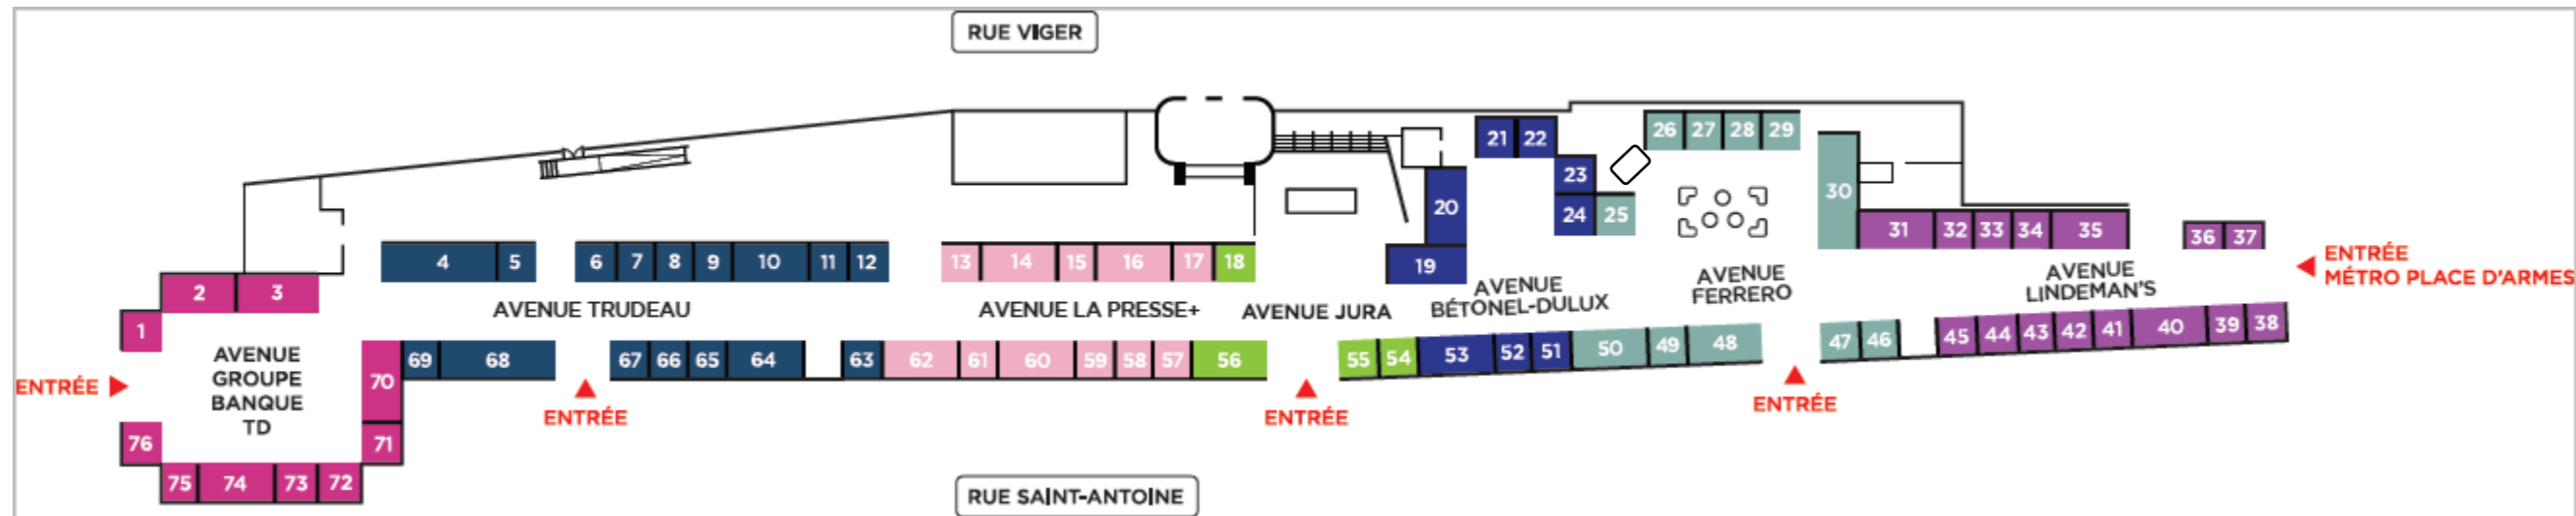 RUE VIGER
21 22
26 27 28 29
23
30
20
24 25
31 32 33 34 35
36 37
4 5 6 7 8 9 10 11 12
13 14 15 16 17 18
19
ENTRÉE
MÉTRO PLACE D'ARMES
2 3
1
AVENUE TRUDEAU
AVENUE LA PRESSE+
AVENUE JURA
AVENUE
BÉTONEL-DULUX
AVENUE
FERRERO
AVENUE
LINDEMAN'S
69 68
67 66 65 64
63 62 61 60 59 58 57 56
55 54 53 52 51 50 49 48
47 46
45 44 43 42 41 40 39 38
AVENUE
GROUPE
BANQUE
TD
70
ENTRÉE
ENTRÉE
ENTRÉE
ENTRÉE
76
71
75 74 73 72
RUE SAINT-ANTOINE